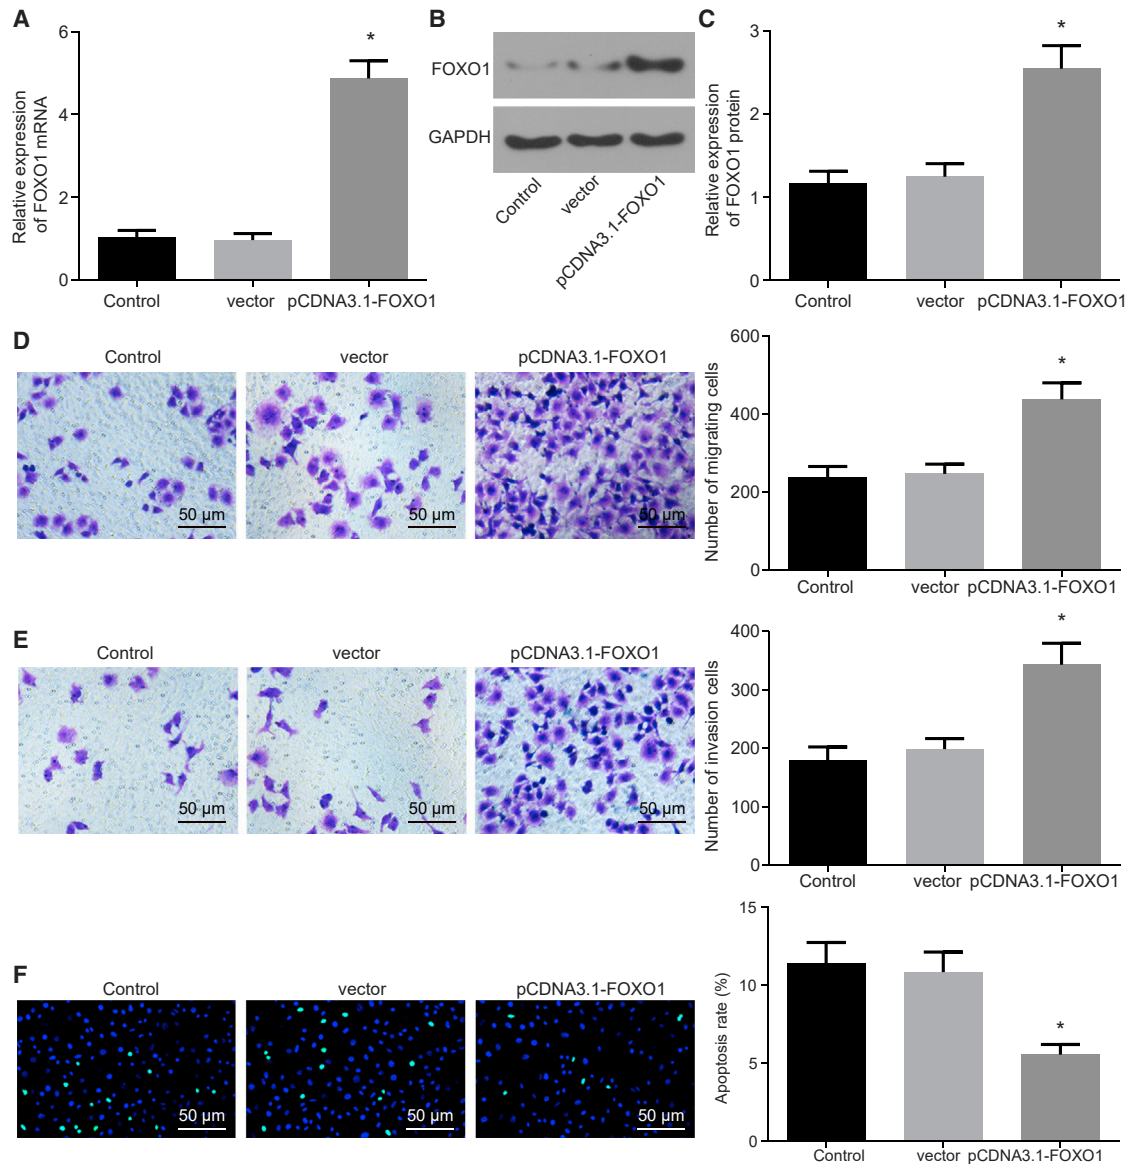 A
Relative expression
of FOXO1 mRNA
6
4
2
0
*
Control
vector
pCDNA3.1-FOXO1
B
FOXO1
GAPDH
Control
vector
pCDNA3.1-FOXO1
C
Relative expression
of FOXO1 protein
3
2
1
0
*
Control
vector
pCDNA3.1-FOXO1
D
Control
vector
pCDNA3.1-FOXO1
50 µm
50 µm
50 µm
Number of migrating cells
600
400
200
0
*
Control
vector
pCDNA3.1-FOXO1
E
Control
vector
pCDNA3.1-FOXO1
50 µm
50 µm
50 µm
Number of invasion cells
400
300
200
100
0
*
Control
vector
pCDNA3.1-FOXO1
F
Control
vector
pCDNA3.1-FOXO1
50 µm
50 µm
50 µm
Apoptosis rate (%)
15
10
5
0
*
Control
vector
pCDNA3.1-FOXO1